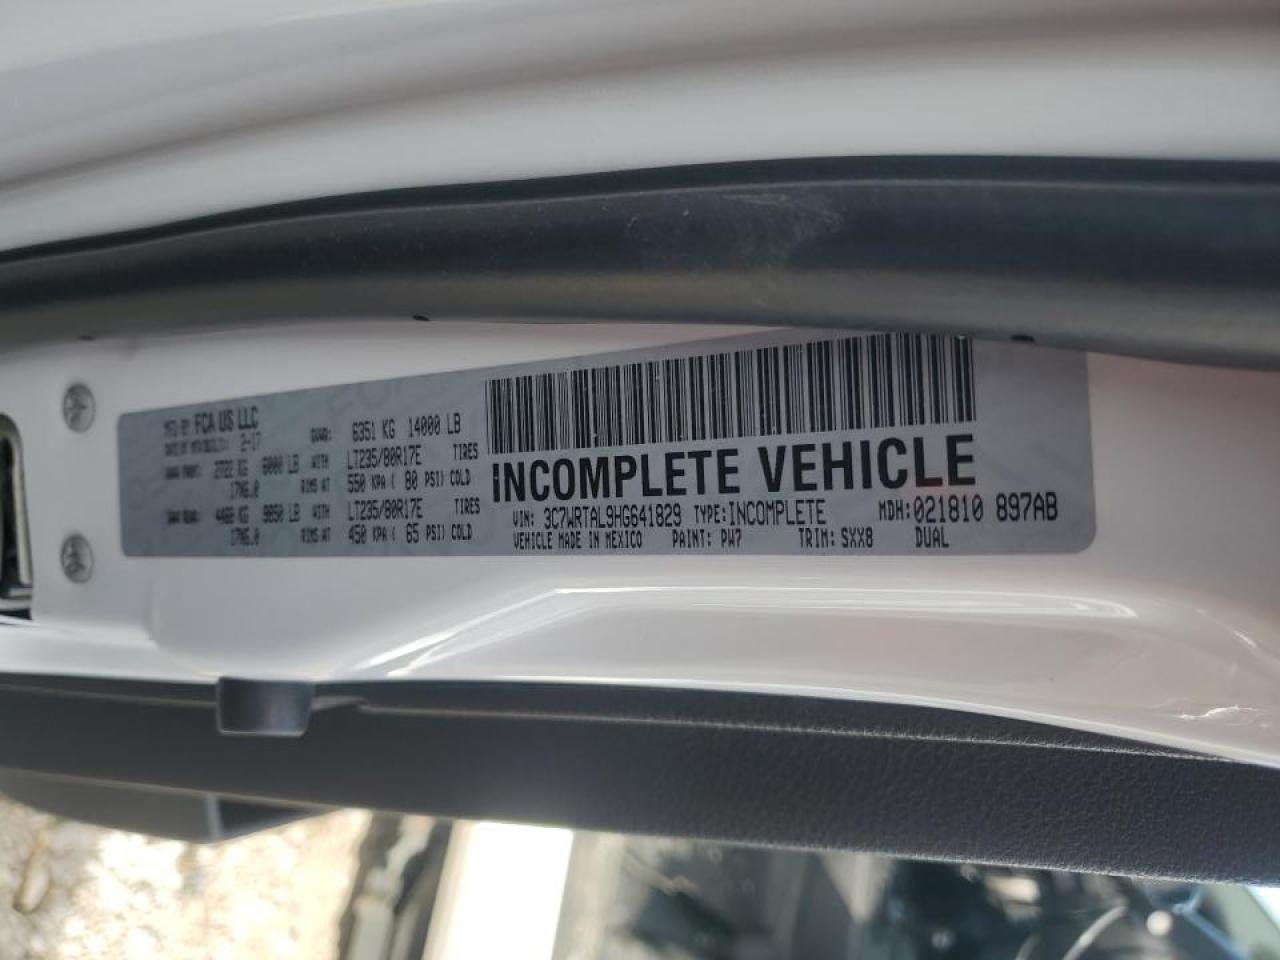 MFD BY FCA US LLC
DATE OF MFR 2-17 GVWR: 6351 KG 14000 LB
GAWR FRONT: 2722 KG 6000 LB WITH LT235/80R17E TIRES
17X6.0 RIMS AT 550 KPA ( 80 PSI) COLD
GAWR REAR: 4400 KG 9650 LB WITH LT235/80R17E TIRES
17X6.0 RIMS AT 450 KPA ( 65 PSI) COLD
INCOMPLETE VEHICLE
VIN: 3C7WRTAL9HG641829 TYPE:INCOMPLETE MDH:021810 897AB
VEHICLE MADE IN MEXICO PAINT: PW7 TRIM: SXX8 DUAL